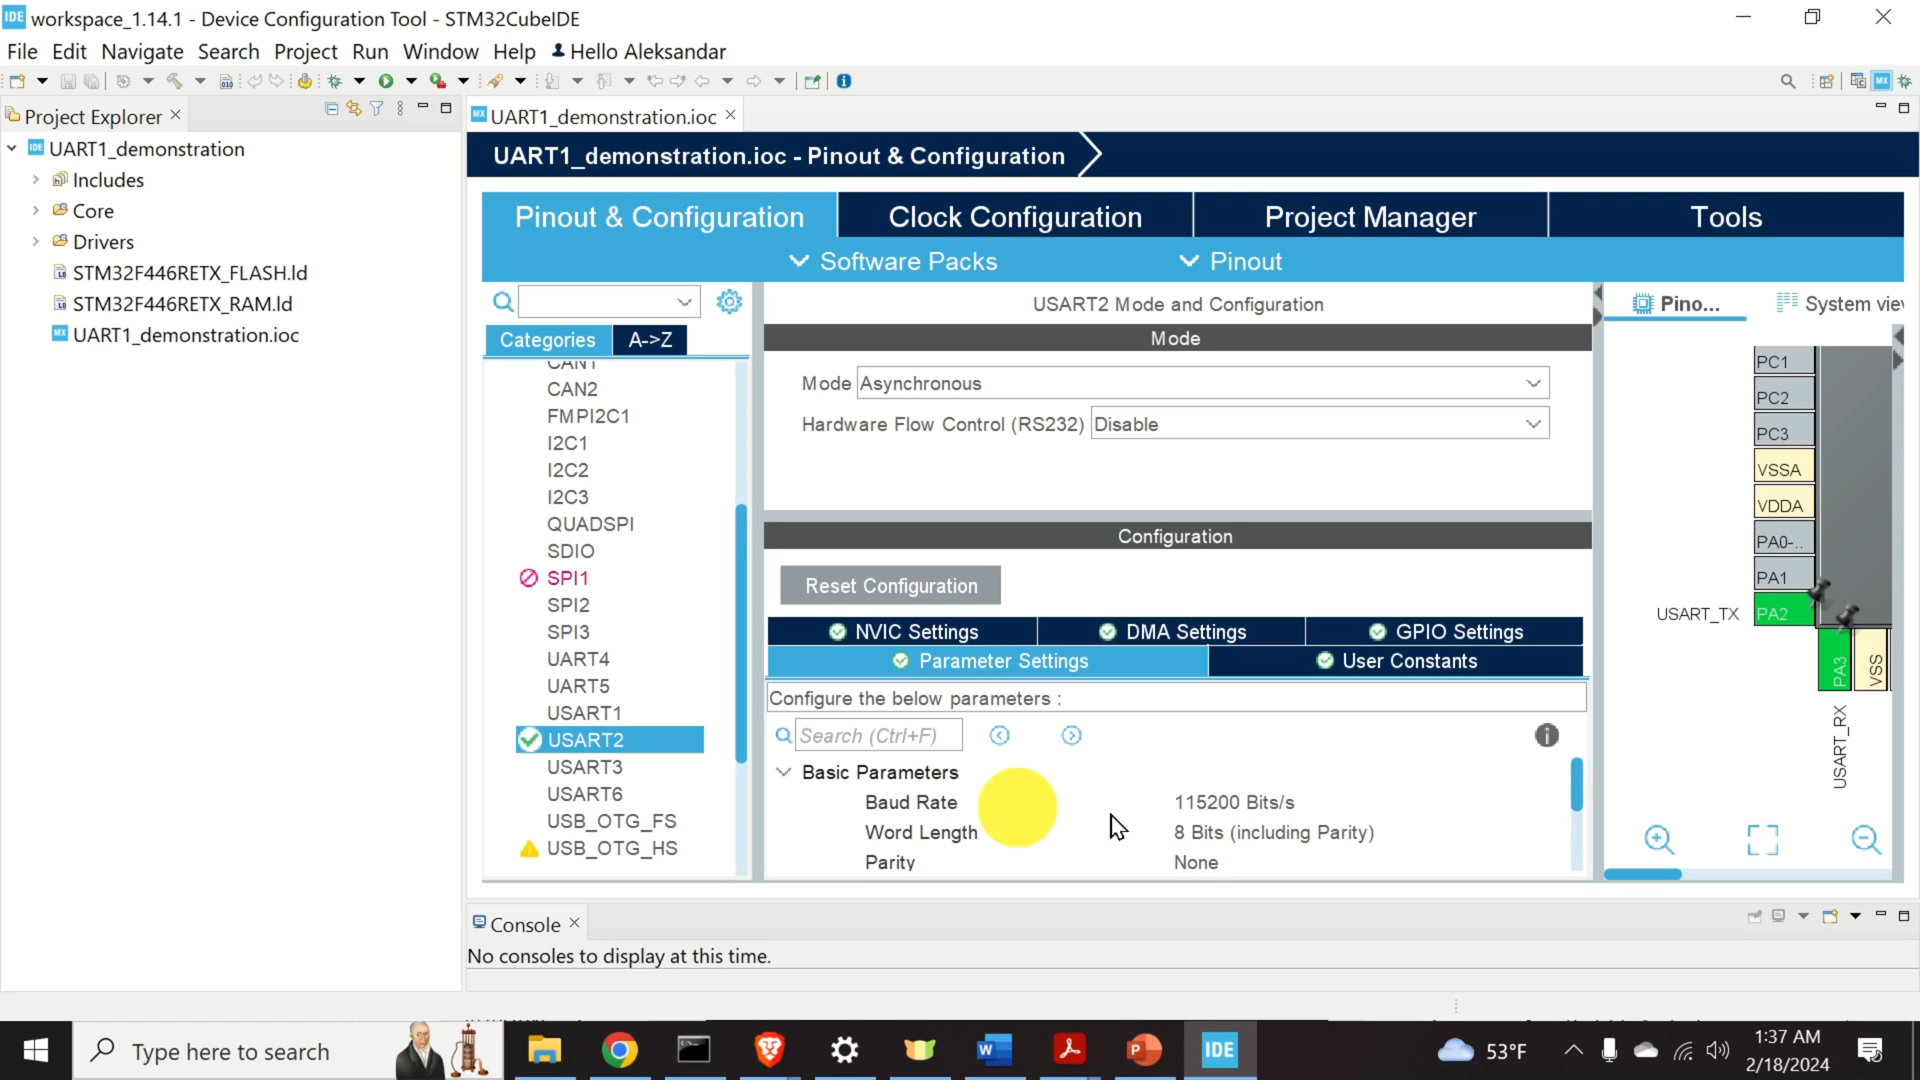 IDE workspace_1.14.1 - Device Configuration Tool - STM32CubeIDE
File Edit Navigate Search Project Run Window Help Hello Aleksandar
Project Explorer
UART1_demonstration
Includes
Core
Drivers
STM32F446RETX_FLASH.ld
STM32F446RETX_RAM.ld
UART1_demonstration.ioc
UART1_demonstration.ioc
UART1_demonstration.ioc - Pinout & Configuration
Pinout & Configuration Clock Configuration Project Manager Tools
Software Packs Pinout
Categories A->Z
CAN1
CAN2
FMPI2C1
I2C1
I2C2
I2C3
QUADSPI
SDIO
SPI1
SPI2
SPI3
UART4
UART5
USART1
USART2
USART3
USART6
USB_OTG_FS
USB_OTG_HS
USART2 Mode and Configuration
Mode
Mode Asynchronous
Hardware Flow Control (RS232) Disable
Configuration
Reset Configuration
NVIC Settings DMA Settings GPIO Settings
Parameter Settings User Constants
Configure the below parameters :
Search (Ctrl+F)
Basic Parameters
Baud Rate 115200 Bits/s
Word Length 8 Bits (including Parity)
Parity None
Pino... System view
PC1
PC2
PC3
VSSA
VDDA
PA0-..
PA1
USART_TX PA2
PA3 VSS
USART_RX
Console
No consoles to display at this time.
Type here to search
IDE
53°F
1:37 AM
2/18/2024